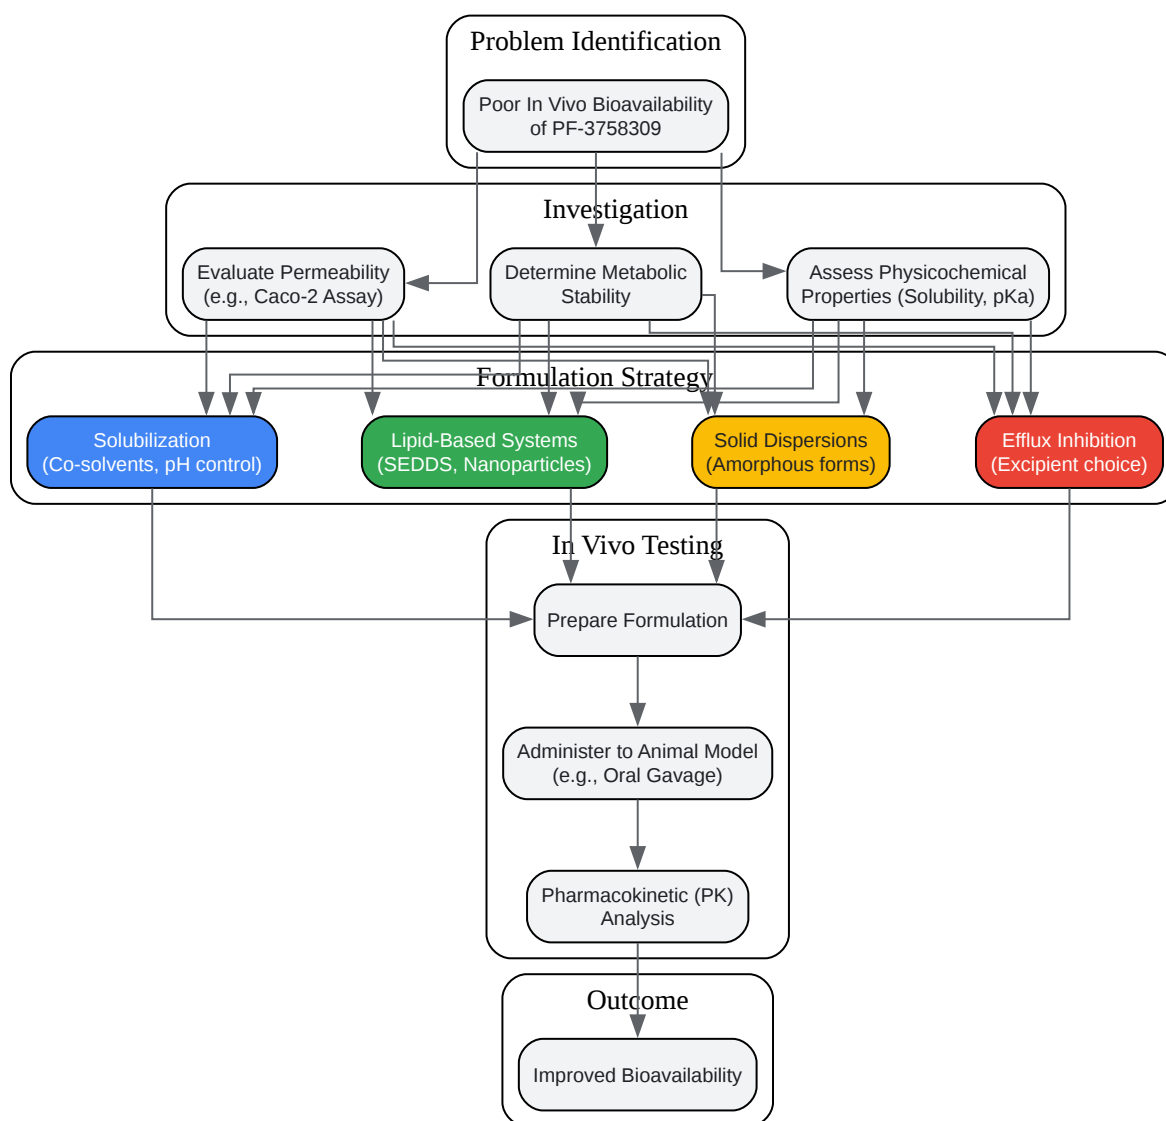 Problem Identification
Poor In Vivo Bioavailability
of PF-3758309
Investigation
Evaluate Permeability
(e.g., Caco-2 Assay)
Determine Metabolic
Stability
Assess Physicochemical
Properties (Solubility, pKa)
Formulation Strategy
Solubilization
(Co-solvents, pH control)
Lipid-Based Systems
(SEDDS, Nanoparticles)
Solid Dispersions
(Amorphous forms)
Efflux Inhibition
(Excipient choice)
In Vivo Testing
Prepare Formulation
Administer to Animal Model
(e.g., Oral Gavage)
Pharmacokinetic (PK)
Analysis
Outcome
Improved Bioavailability